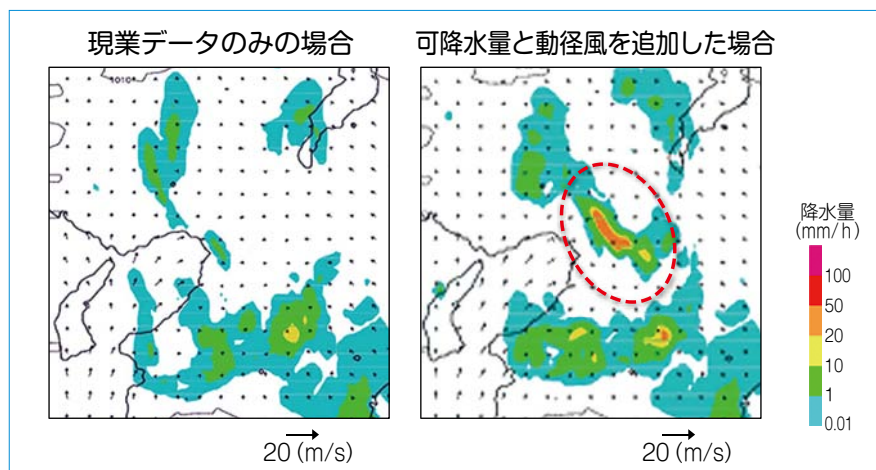 現業データのみの場合
可降水量と動径風を追加した場合
1010
降水量
(mm/h)
100
50
20
10
1
0.01
20 (m/s)
20 (m/s)